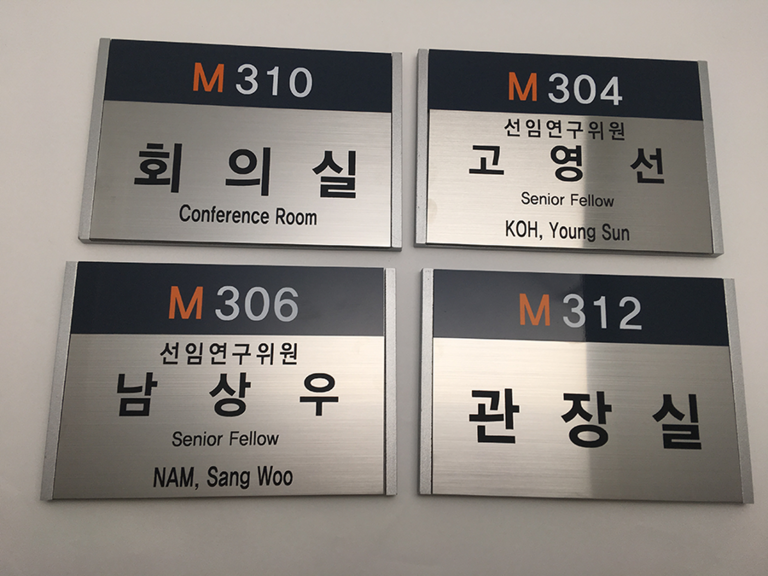 M 310
회 의 실
Conference Room
M 304
선임연구위원
고 영 선
Senior Fellow
KOH, Young Sun
M 306
선임연구위원
남 상 우
Senior Fellow
NAM, Sang Woo
M 312
관 장 실